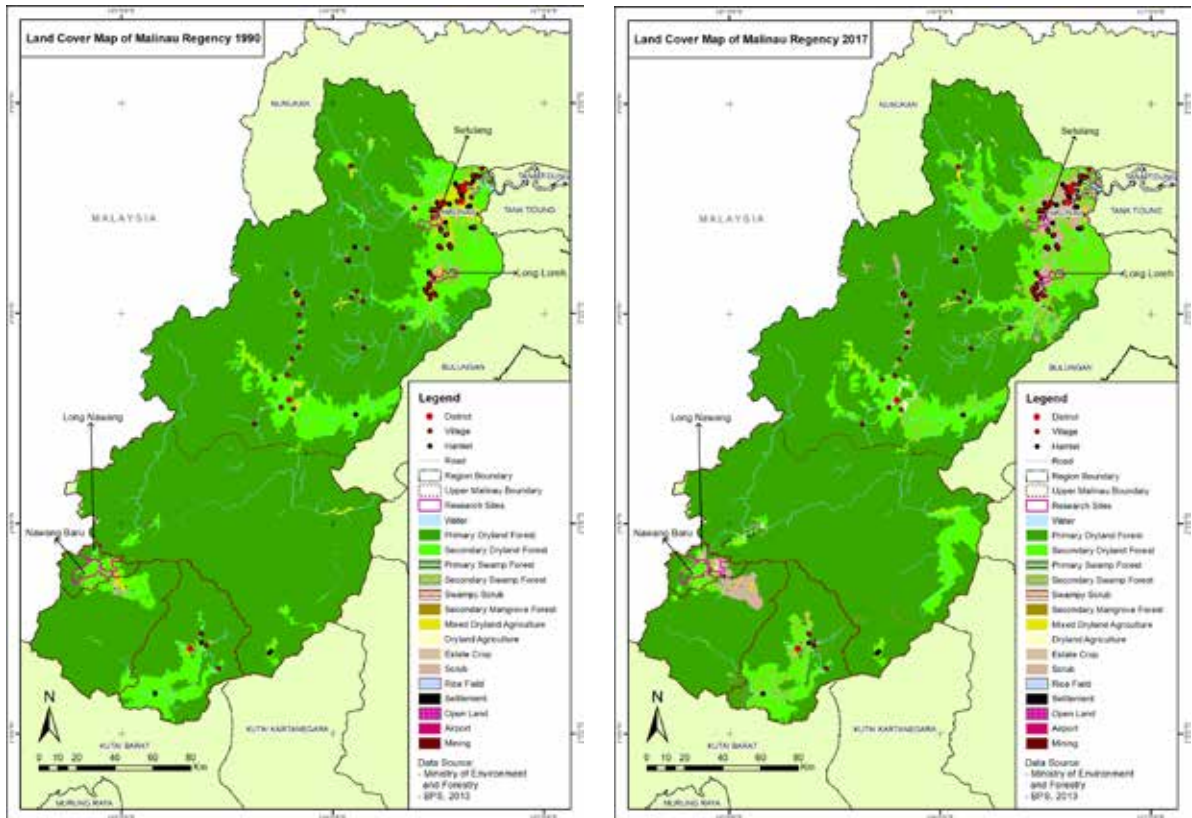 Land Cover Map of Malinau Regency 1990
NUNUKAN
Setulang
MALAYSIA
TANA TIDUNG
MALINAU
Long Loreh
BULUNGAN
Long Nawang
Nawang Baru
KUTAI KARTANEGARA
KUTAI BARAT
MURUNG RAYA
N
0 10 20 40 60 80
Km
Legend
District
Village
Hamlet
Road
Region Boundary
Upper Malinau Boundary
Research Sites
Water
Primary Dryland Forest
Secondary Dryland Forest
Primary Swamp Forest
Secondary Swamp Forest
Swampy Scrub
Secondary Mangrove Forest
Mixed Dryland Agriculture
Dryland Agriculture
Estate Crop
Scrub
Rice Field
Settlement
Open Land
Airport
Mining
Data Source:
- Ministry of Environment
and Forestry
- BPS, 2013
Land Cover Map of Malinau Regency 2017
NUNUKAN
Setulang
MALAYSIA
TANA TIDUNG
MALINAU
Long Loreh
BULUNGAN
Long Nawang
Nawang Baru
KUTAI KARTANEGARA
KUTAI BARAT
MURUNG RAYA
N
0 10 20 40 60 80
Km
Legend
District
Village
Hamlet
Road
Region Boundary
Upper Malinau Boundary
Research Sites
Water
Primary Dryland Forest
Secondary Dryland Forest
Primary Swamp Forest
Secondary Swamp Forest
Swampy Scrub
Secondary Mangrove Forest
Mixed Dryland Agriculture
Dryland Agriculture
Estate Crop
Scrub
Rice Field
Settlement
Open Land
Airport
Mining
Data Source:
- Ministry of Environment
and Forestry
- BPS, 2013